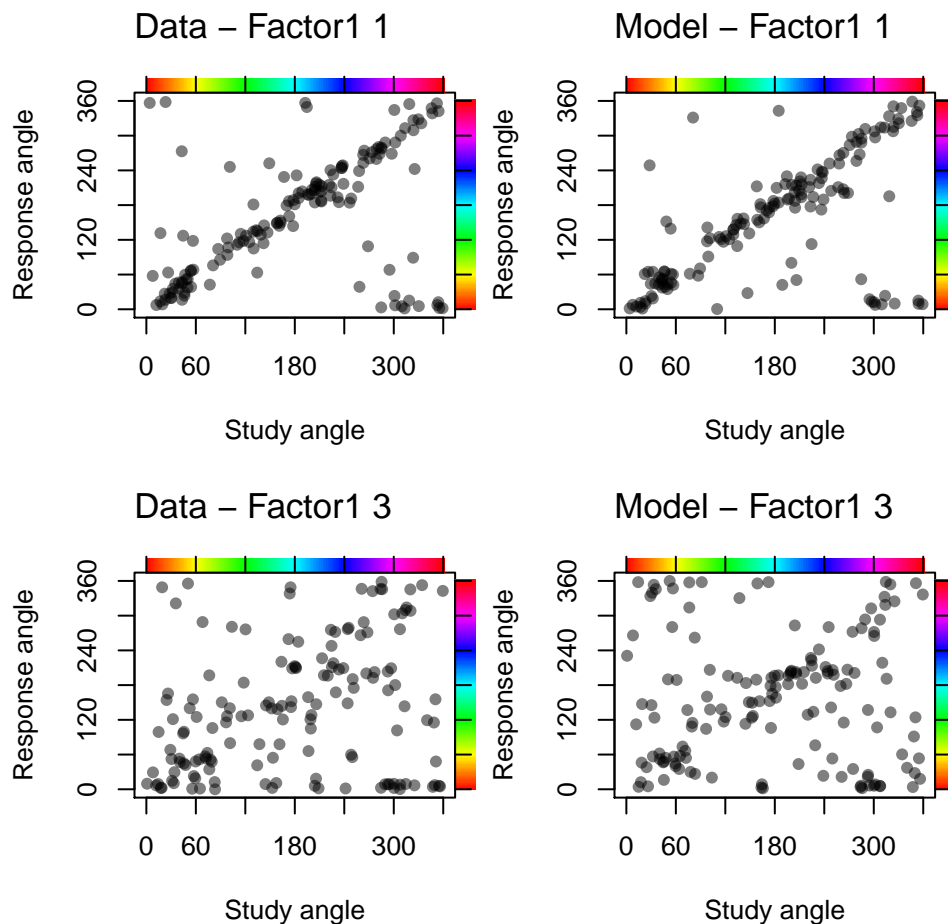 Data – Factor1 1
Response angle
360
240
120
0
0 60 180 300
Study angle
Model – Factor1 1
Response angle
360
240
120
0
0 60 180 300
Study angle
Data – Factor1 3
Response angle
360
240
120
0
0 60 180 300
Study angle
Model – Factor1 3
Response angle
360
240
120
0
0 60 180 300
Study angle